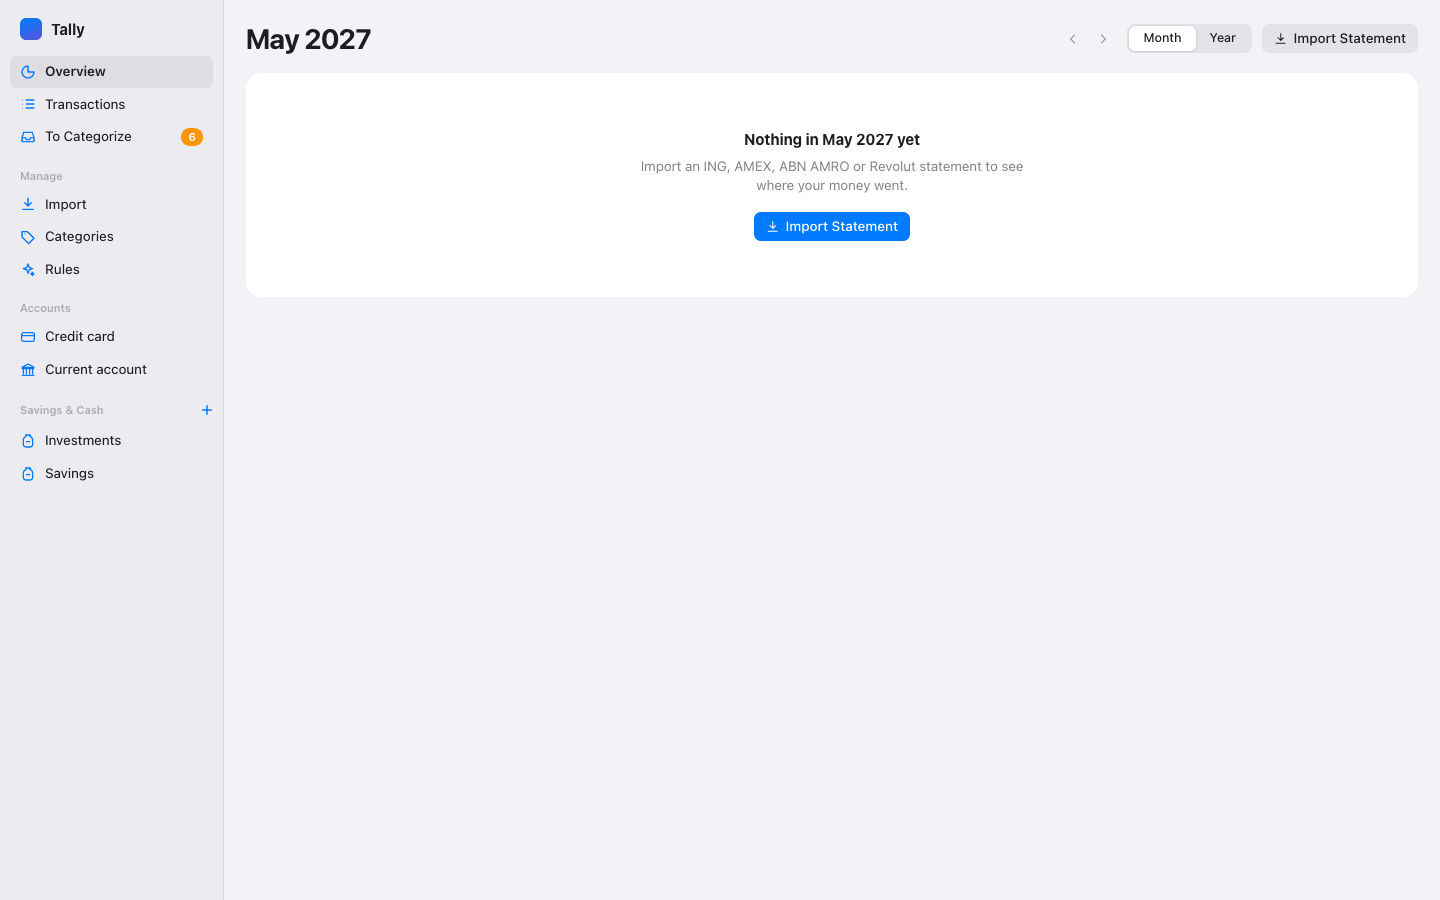 Tally
Overview
Transactions
To Categorize 6
Manage
Import
Categories
Rules
Accounts
Credit card
Current account
Savings & Cash
Investments
Savings
May 2027
Month Year Import Statement
Nothing in May 2027 yet
Import an ING, AMEX, ABN AMRO or Revolut statement to see
where your money went.
Import Statement